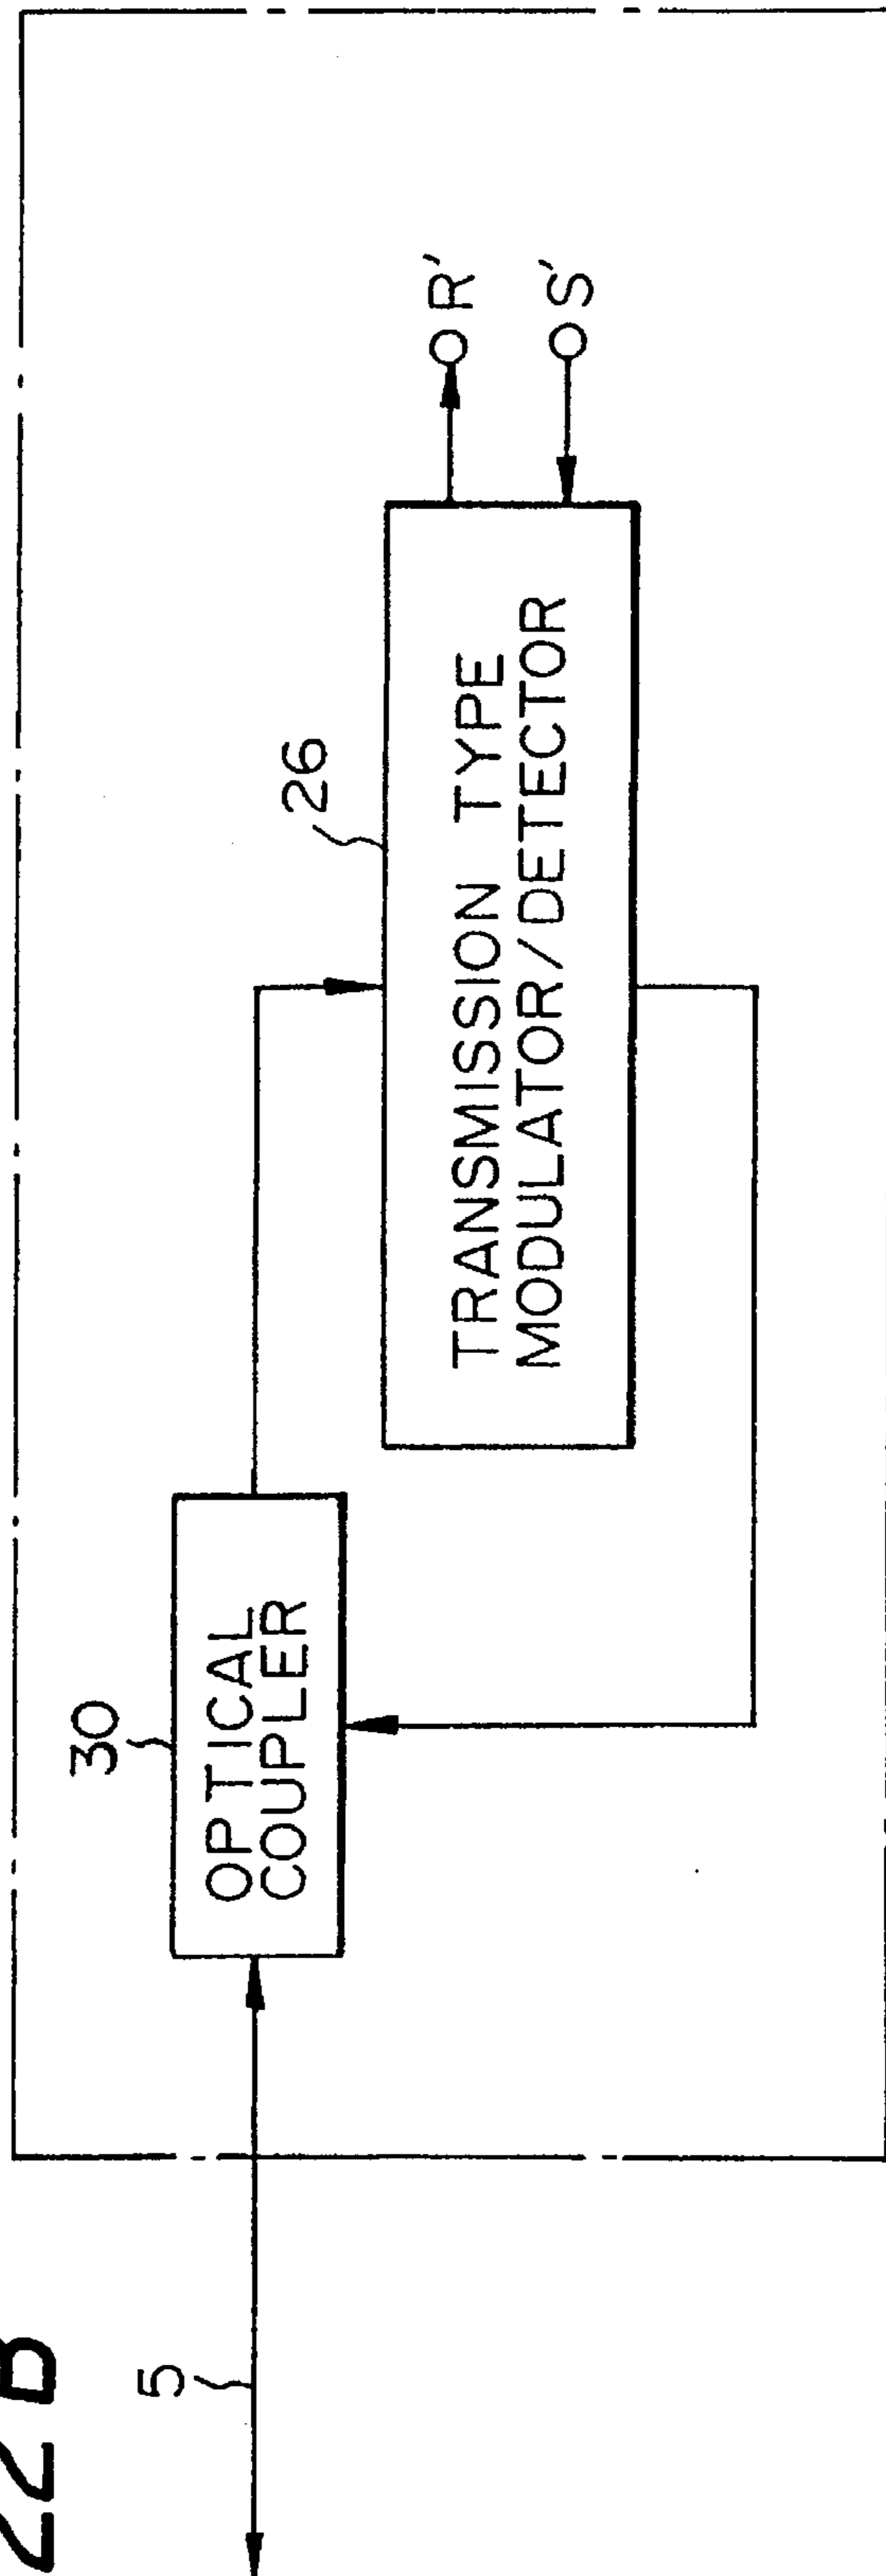 22B
5
30
OPTICAL
COUPLER
26
TRANSMISSION TYPE
MODULATOR/DETECTOR
R'
S'